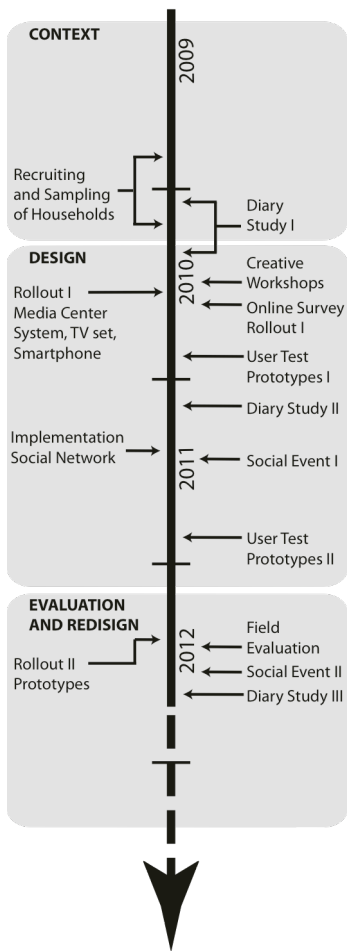 CONTEXT
2009
Recruiting
and Sampling
of Households
Diary
Study I
DESIGN
2010
Creative
Workshops
Rollout I
Media Center
System, TV set,
Smartphone
Online Survey
Rollout I
User Test
Prototypes I
Diary Study II
Implementation
Social Network
2011
Social Event I
User Test
Prototypes II
EVALUATION
AND REDISIGN
2012
Field
Evaluation
Rollout II
Prototypes
Social Event II
Diary Study III